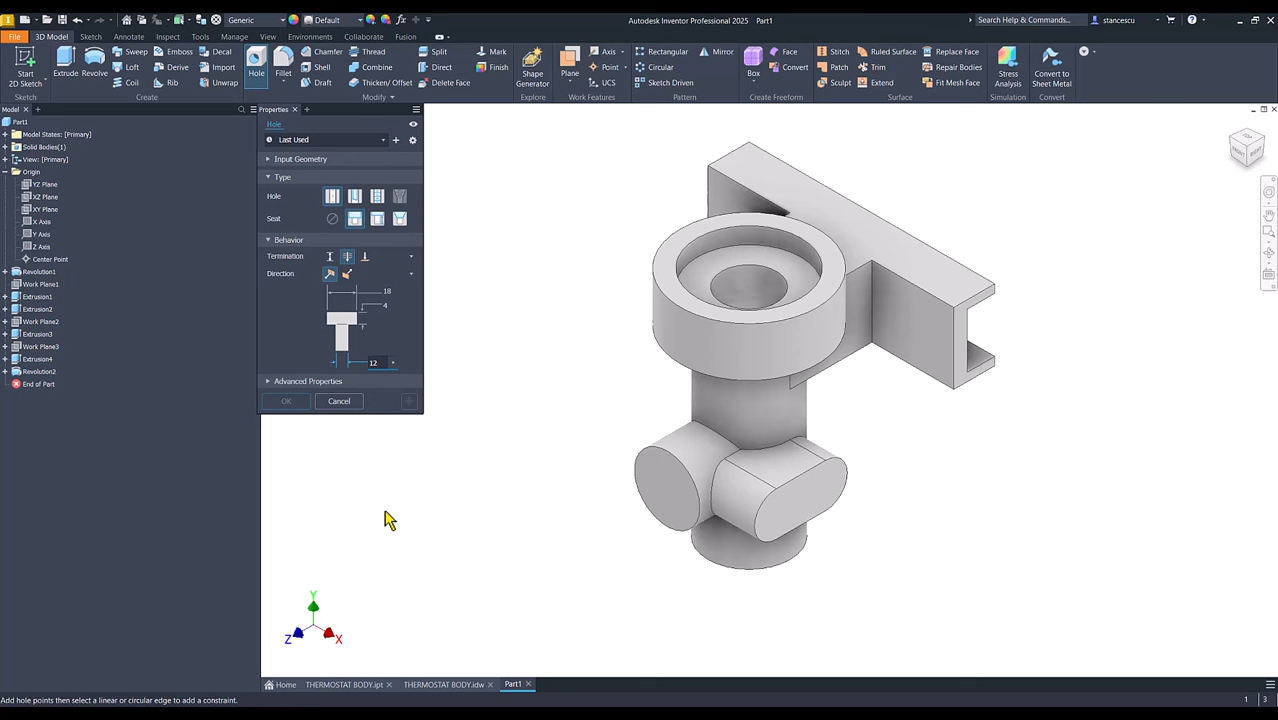 Generic
Default
Autodesk Inventor Professional 2025 Part1
Search Help & Commands...
stancescu
File
3D Model
Sketch
Annotate
Inspect
Tools
Manage
View
Environments
Collaborate
Fusion
Start
2D Sketch
Sketch
Extrude
Revolve
Sweep
Emboss
Decal
Loft
Derive
Import
Coil
Rib
Unwrap
Create
Hole
Fillet
Chamfer
Thread
Shell
Combine
Draft
Thicken/ Offset
Split
Direct
Delete Face
Modify
Mark
Finish
Shape
Generator
Explore
Plane
Axis
Point
UCS
Work Features
Rectangular
Mirror
Circular
Sketch Driven
Pattern
Box
Face
Convert
Create Freeform
Stitch
Ruled Surface
Replace Face
Patch
Trim
Repair Bodies
Sculpt
Extend
Fit Mesh Face
Surface
Stress
Analysis
Simulation
Convert to
Sheet Metal
Convert
Model
Part1
Model States: [Primary]
Solid Bodies(1)
View: [Primary]
Origin
YZ Plane
XZ Plane
XY Plane
X Axis
Y Axis
Z Axis
Center Point
Revolution1
Work Plane1
Extrusion1
Extrusion2
Work Plane2
Extrusion3
Work Plane3
Extrusion4
Revolution2
End of Part
Properties
Hole
Last Used
Input Geometry
Type
Hole
Seat
Behavior
Termination
Direction
18
4
12
Advanced Properties
OK
Cancel
TOP
FRONT
RIGHT
Y
Z
X
Home
THERMOSTAT BODY.ipt
THERMOSTAT BODY.idw
Part1
Add hole points then select a linear or circular edge to add a constraint.
1
3